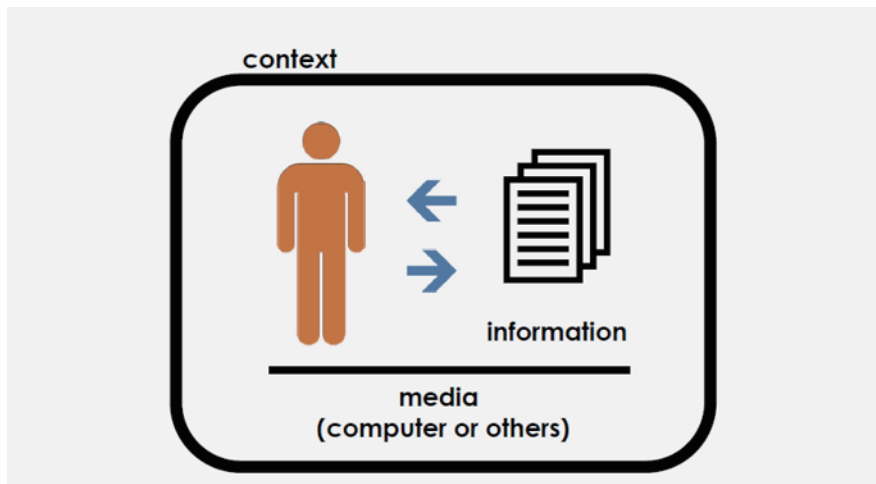 context
information
media
(computer or others)